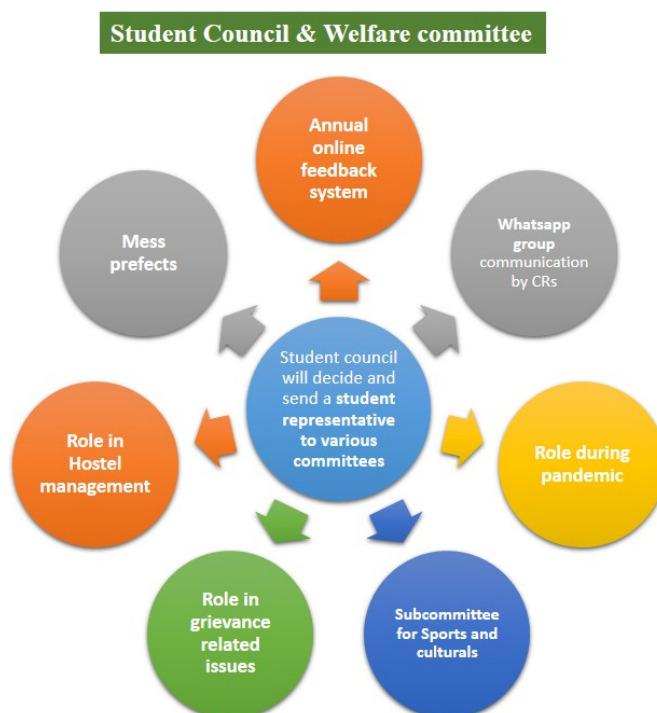 Student Council & Welfare committee
Annual
online
feedback
system
Whatsapp
group
communication
by CRs
Role during
pandemic
Subcommittee
for Sports and
culturals
Role in
grievance
related
issues
Role in
Hostel
management
Mess
prefects
Student council
will decide and
send a student
representative
to various
committees